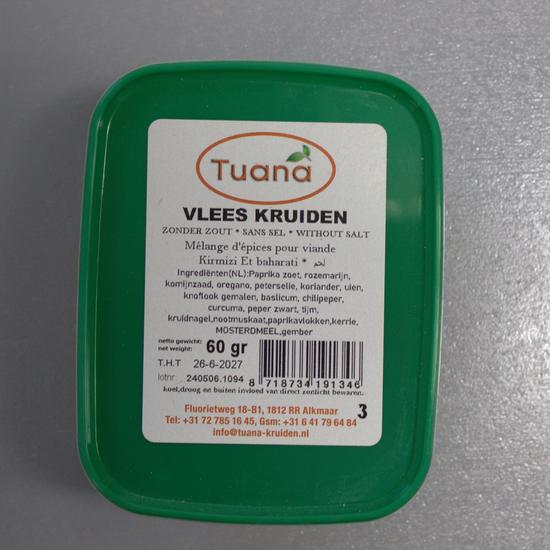 Tuana
VLEES KRUIDEN
ZONDER ZOUT * SANS SEL * WITHOUT SALT
Mélange d'épices pour viande
Kirmizi Et baharati * لحم
Ingrediënten(NL):Paprika zoet, rozemarijn,
komijnzaad, oregano, peterselie, koriander, uien,
knoflook gemalen, basilicum, chilipeper,
curcuma, peper zwart, tijm,
kruidnagel,nootmuskaat,paprikavlokken,kerrie,
MOSTERDMEEL,gember
netto gewicht:
net weight: 60 gr
T.H.T 26-6-2027
lotnr: 240506.1094
8 718734 191346
koel,droog en buiten invloed van direct zonlicht bewaren.
Fluorietweg 18-B1, 1812 RR Alkmaar 3
Tel: +31 72 785 16 45, Gsm: +31 6 41 79 64 84
info@tuana-kruiden.nl